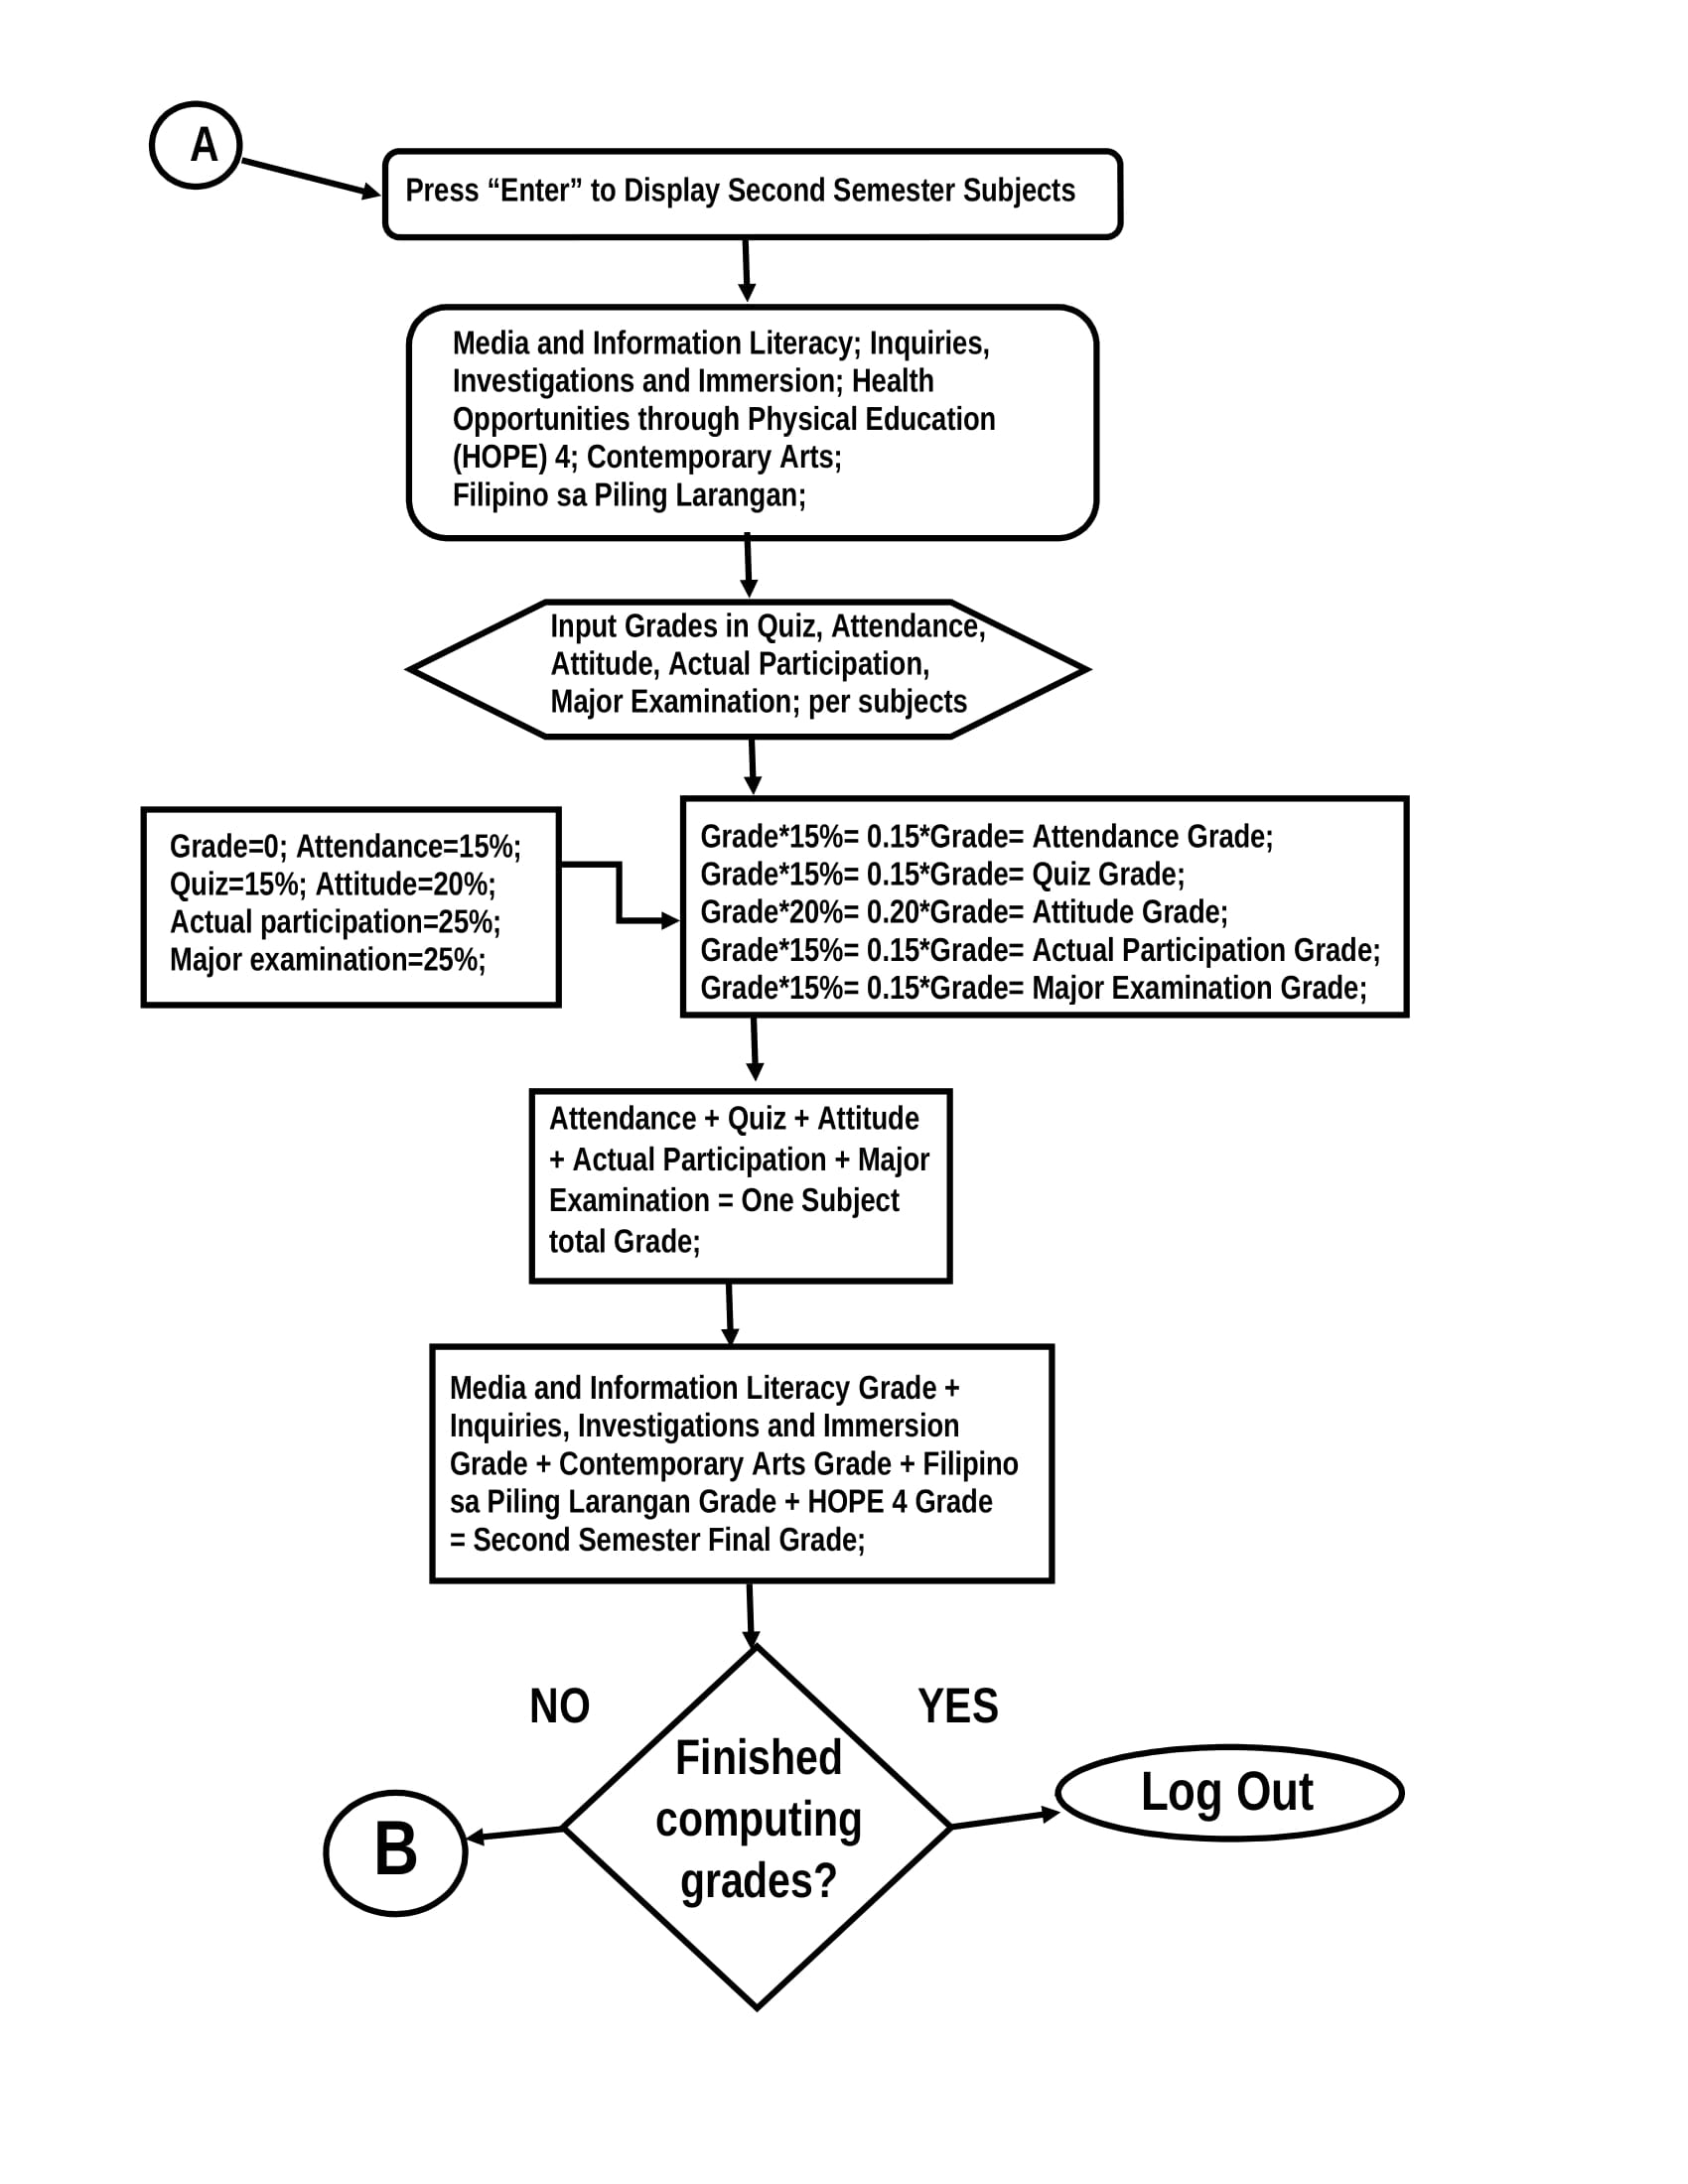 A
Press “Enter” to Display Second Semester Subjects
Media and Information Literacy; Inquiries,
Investigations and Immersion; Health
Opportunities through Physical Education
(HOPE) 4; Contemporary Arts;
Filipino sa Piling Larangan;
Input Grades in Quiz, Attendance,
Attitude, Actual Participation,
Major Examination; per subjects
Grade=0; Attendance=15%;
Quiz=15%; Attitude=20%;
Actual participation=25%;
Major examination=25%;
Grade*15%= 0.15*Grade= Attendance Grade;
Grade*15%= 0.15*Grade= Quiz Grade;
Grade*20%= 0.20*Grade= Attitude Grade;
Grade*15%= 0.15*Grade= Actual Participation Grade;
Grade*15%= 0.15*Grade= Major Examination Grade;
Attendance + Quiz + Attitude
+ Actual Participation + Major
Examination = One Subject
total Grade;
Media and Information Literacy Grade +
Inquiries, Investigations and Immersion
Grade + Contemporary Arts Grade + Filipino
sa Piling Larangan Grade + HOPE 4 Grade
= Second Semester Final Grade;
NO
YES
Finished
computing
grades?
Log Out
B